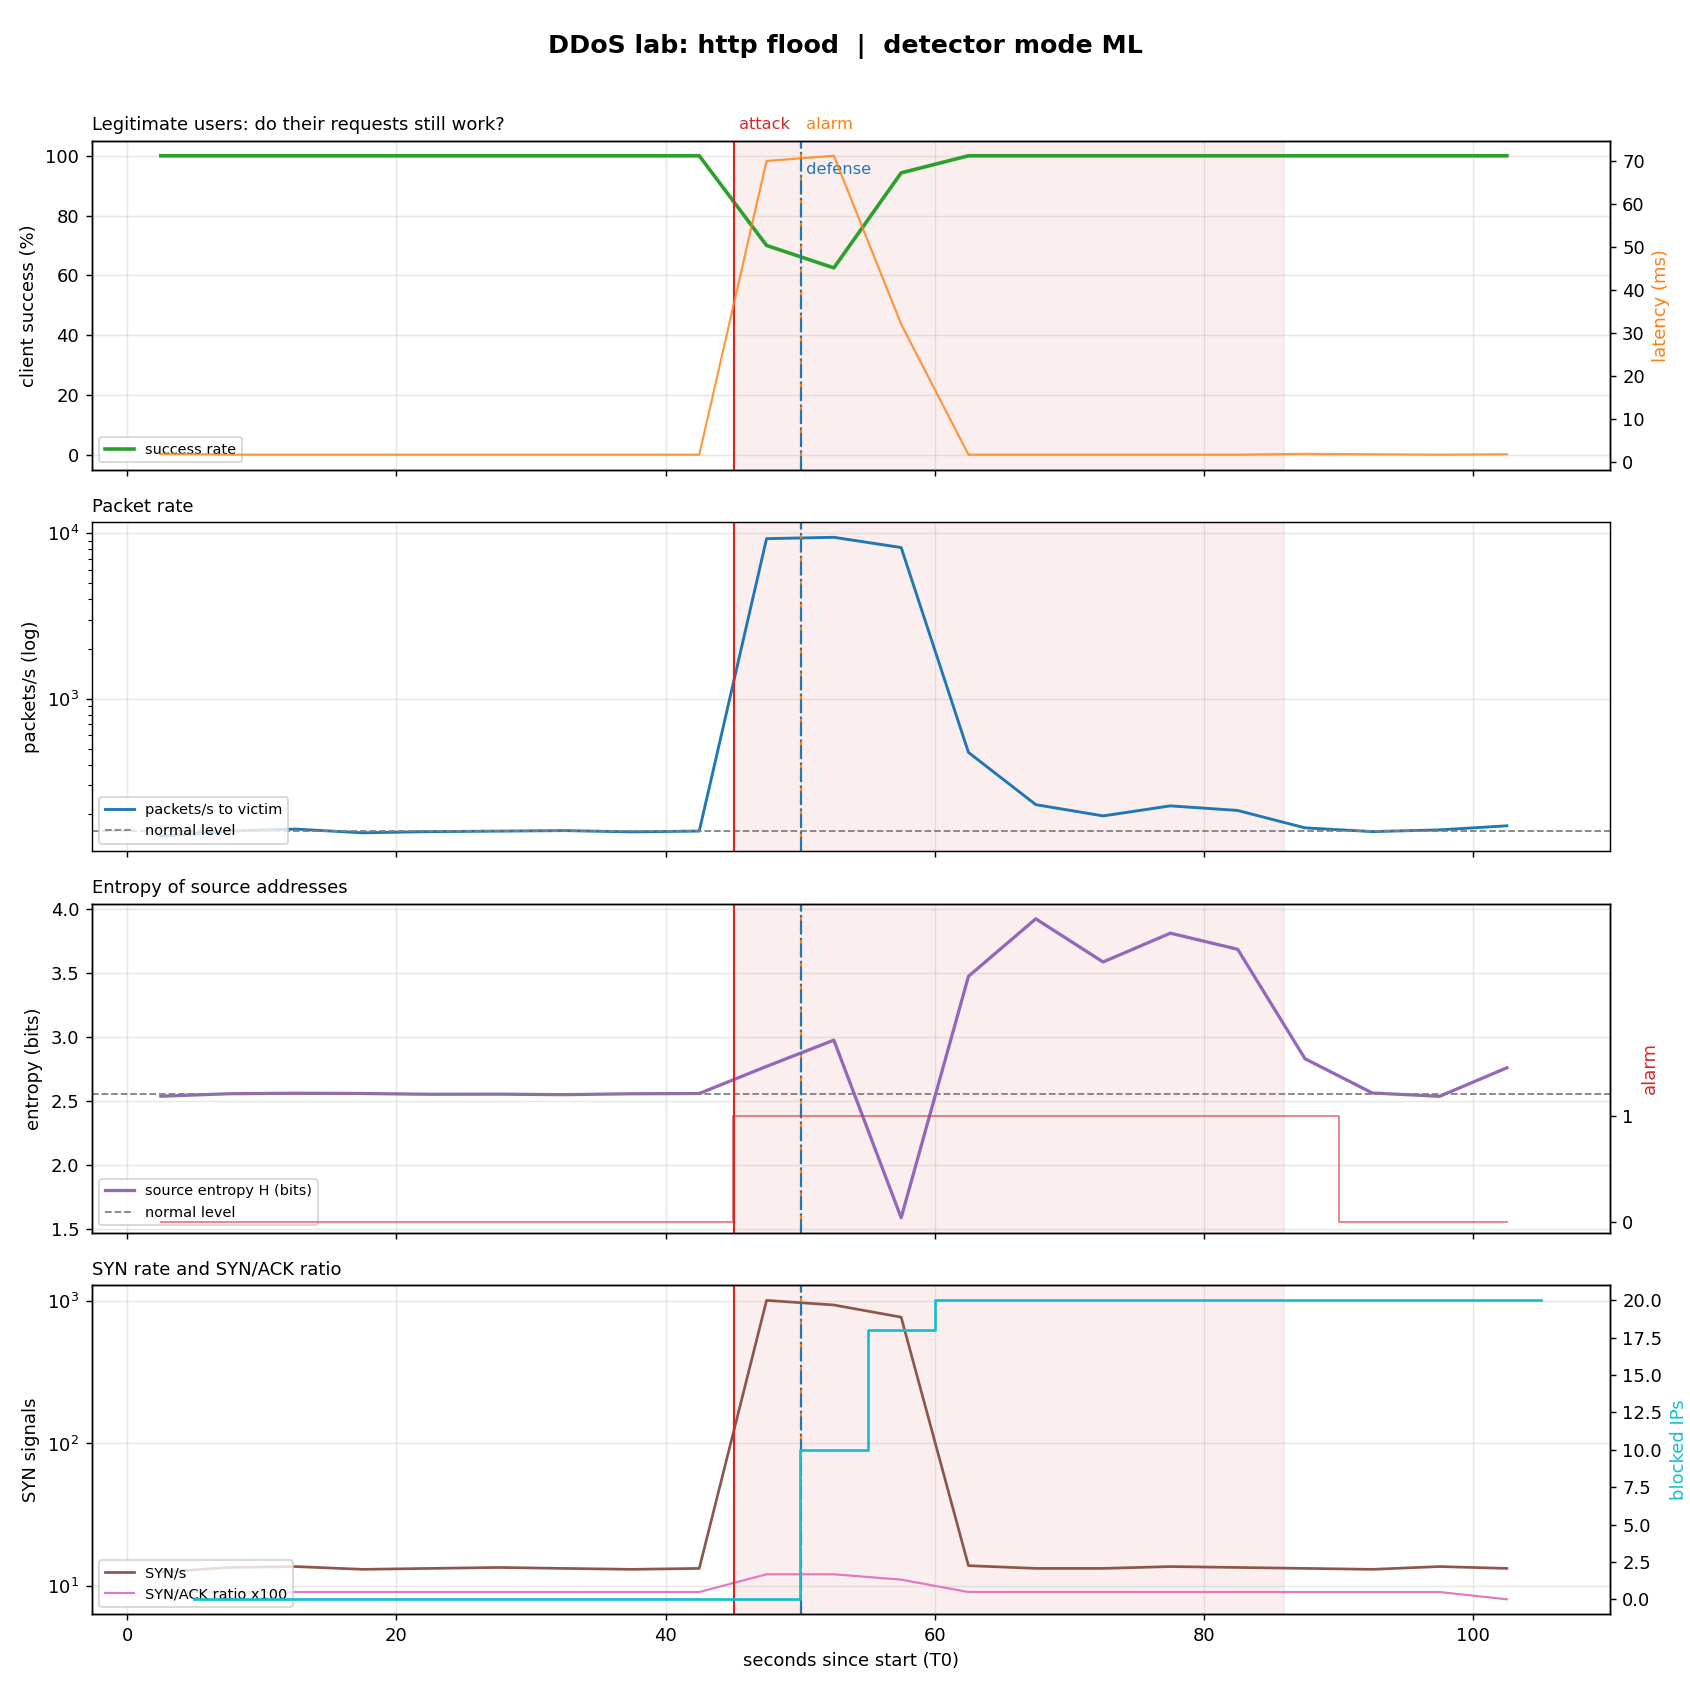 DDoS lab: http flood | detector mode ML
Legitimate users: do their requests still work?
attack
alarm
defense
100
80
60
40
20
0
client success (%)
70
60
50
40
30
20
10
0
latency (ms)
success rate
Packet rate
10^4
10^3
packets/s (log)
packets/s to victim
normal level
Entropy of source addresses
4.0
3.5
3.0
2.5
2.0
1.5
entropy (bits)
1
0
alarm
source entropy H (bits)
normal level
SYN rate and SYN/ACK ratio
10^3
10^2
10^1
SYN signals
20.0
17.5
15.0
12.5
10.0
7.5
5.0
2.5
0.0
blocked IPs
SYN/s
SYN/ACK ratio x100
0 20 40 60 80 100
seconds since start (T0)